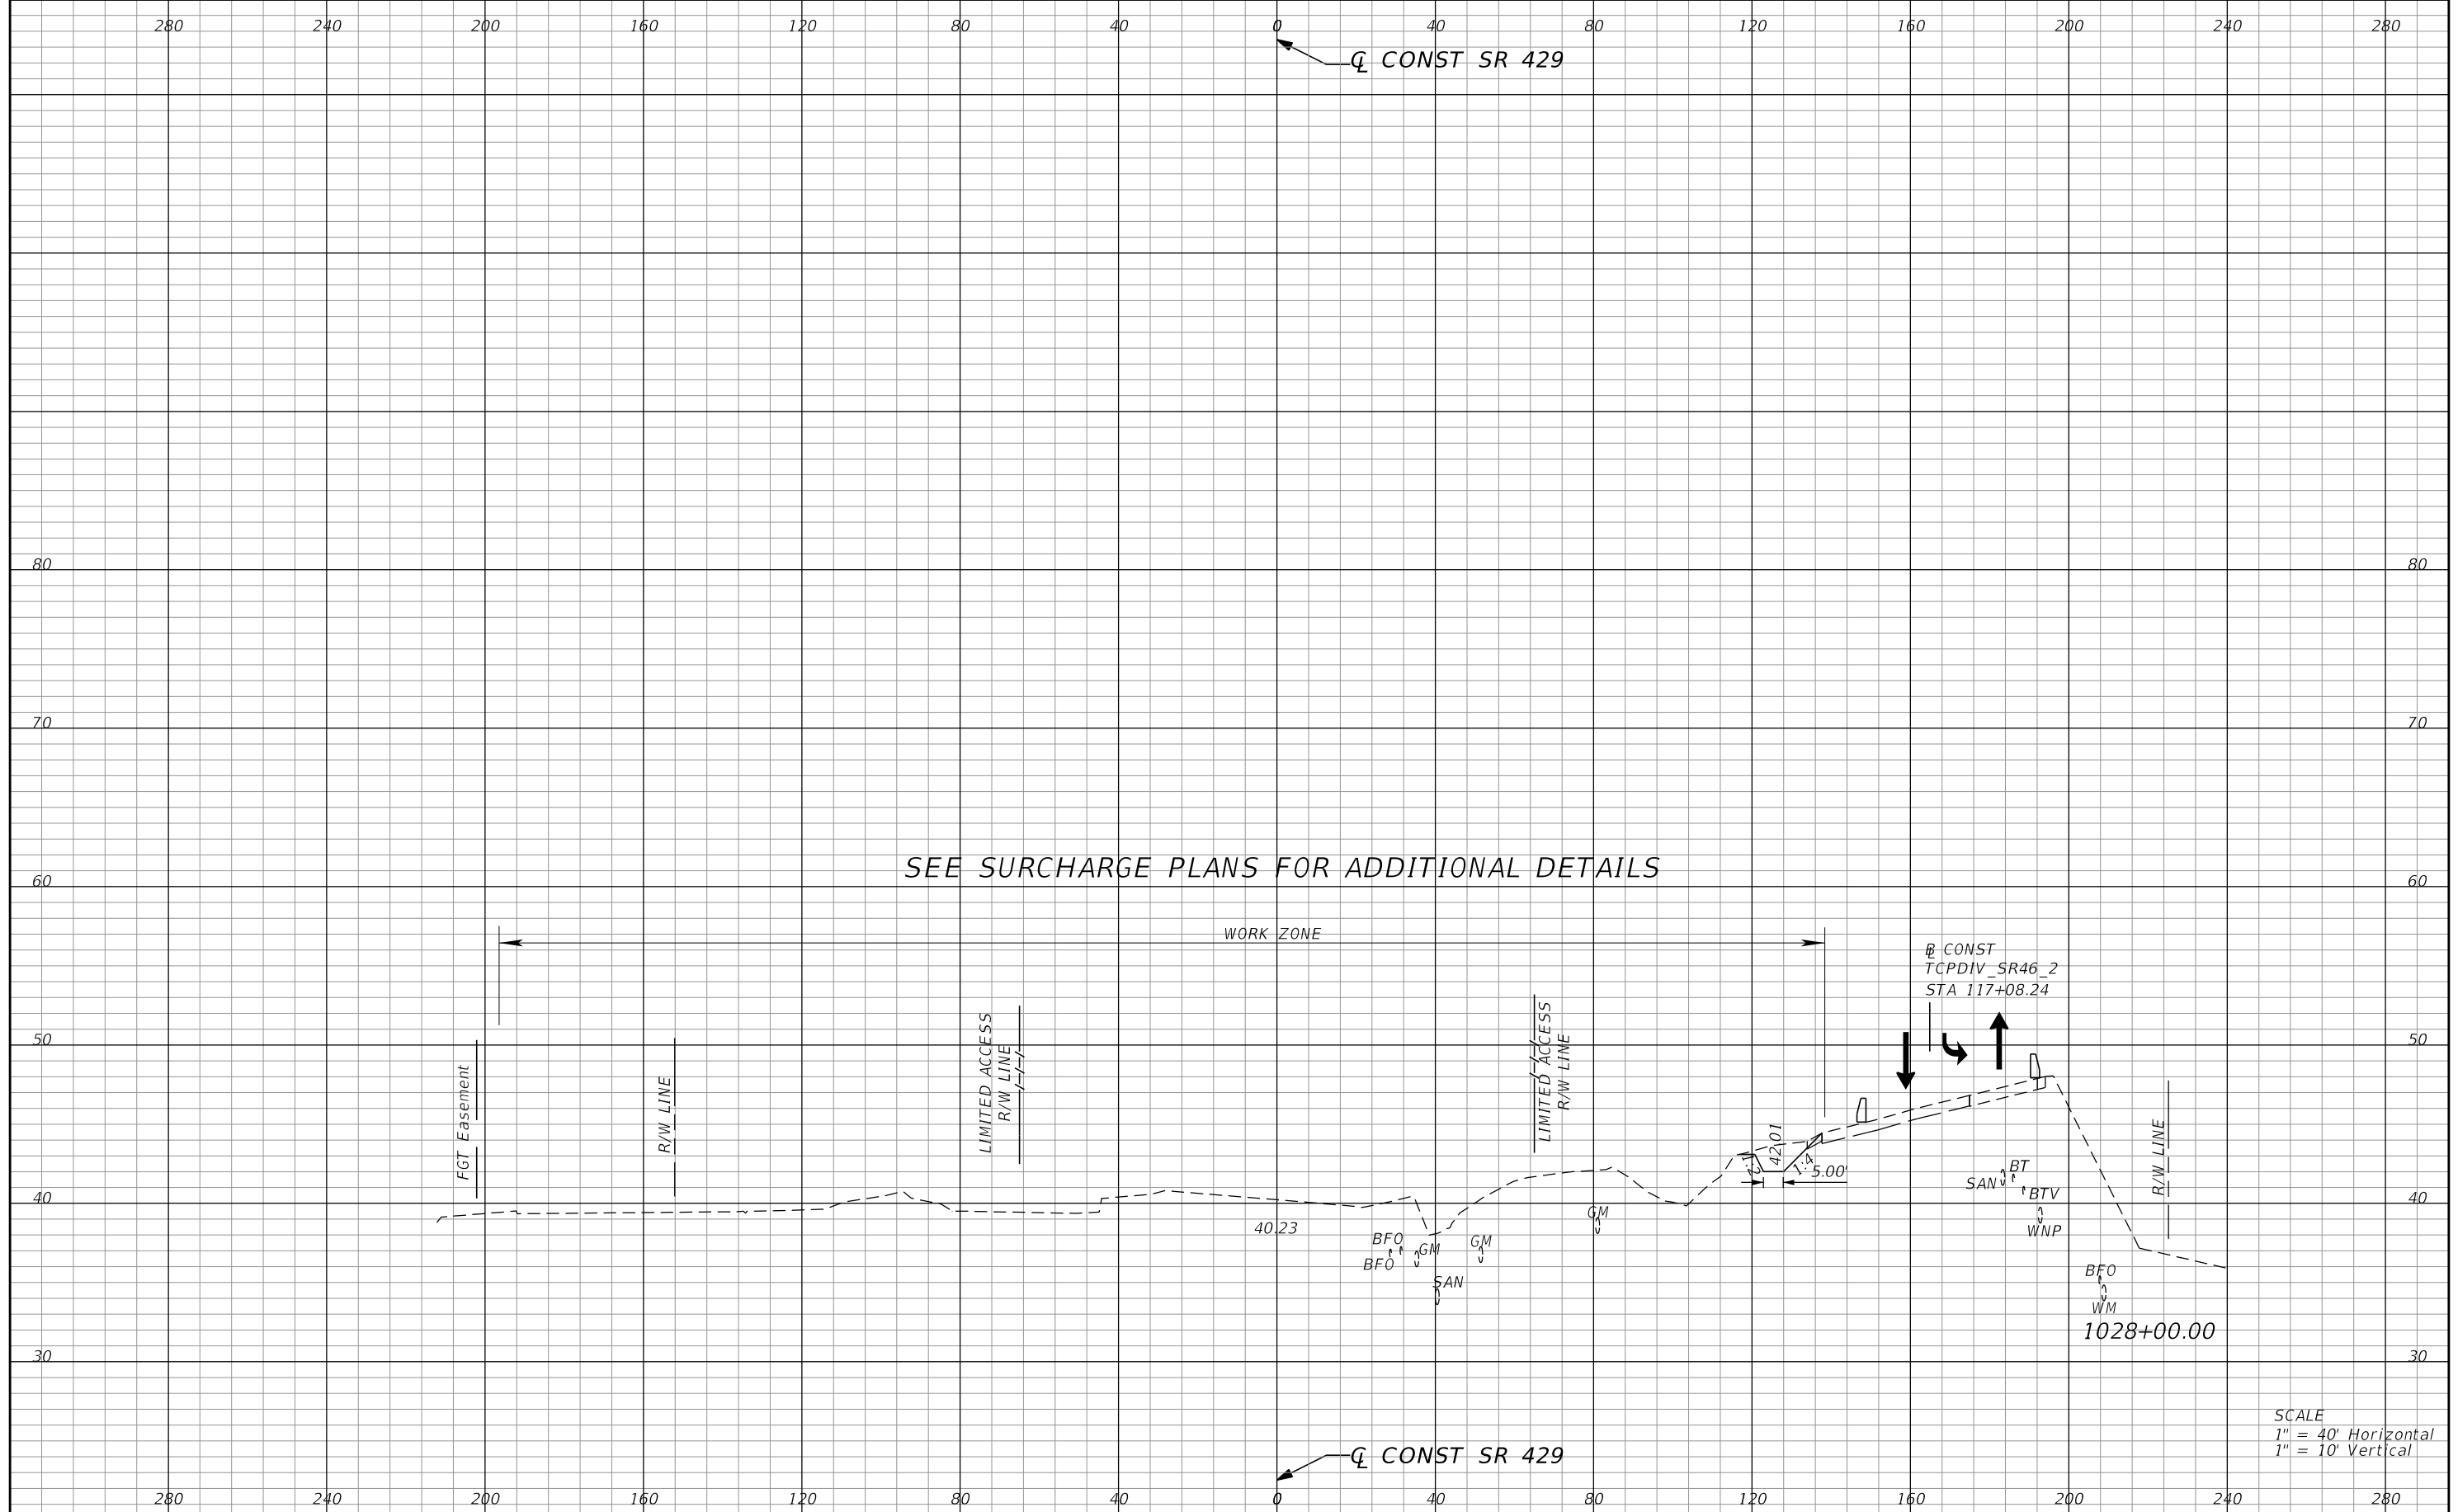 280 240 200 160 120 80 40 0 40 80 120 160 200 240 280
℄ CONST SR 429
80 80
70 70
SEE SURCHARGE PLANS FOR ADDITIONAL DETAILS
60 60
WORK ZONE
BL CONST
TCPDIV_SR46_2
STA 117+08.24
50 50
FGT Easement
R/W LINE
LIMITED ACCESS
R/W LINE
LIMITED ACCESS
R/W LINE
42.01
1:2
1:4
5.00'
R/W LINE
SAN
BT
BTV
WNP
40 40
40.23
BFO
BFO
GM
SAN
GM
GM
BFO
WM
1028+00.00
30 30
SCALE
1" = 40' Horizontal
1" = 10' Vertical
℄ CONST SR 429
280 240 200 160 120 80 40 0 40 80 120 160 200 240 280